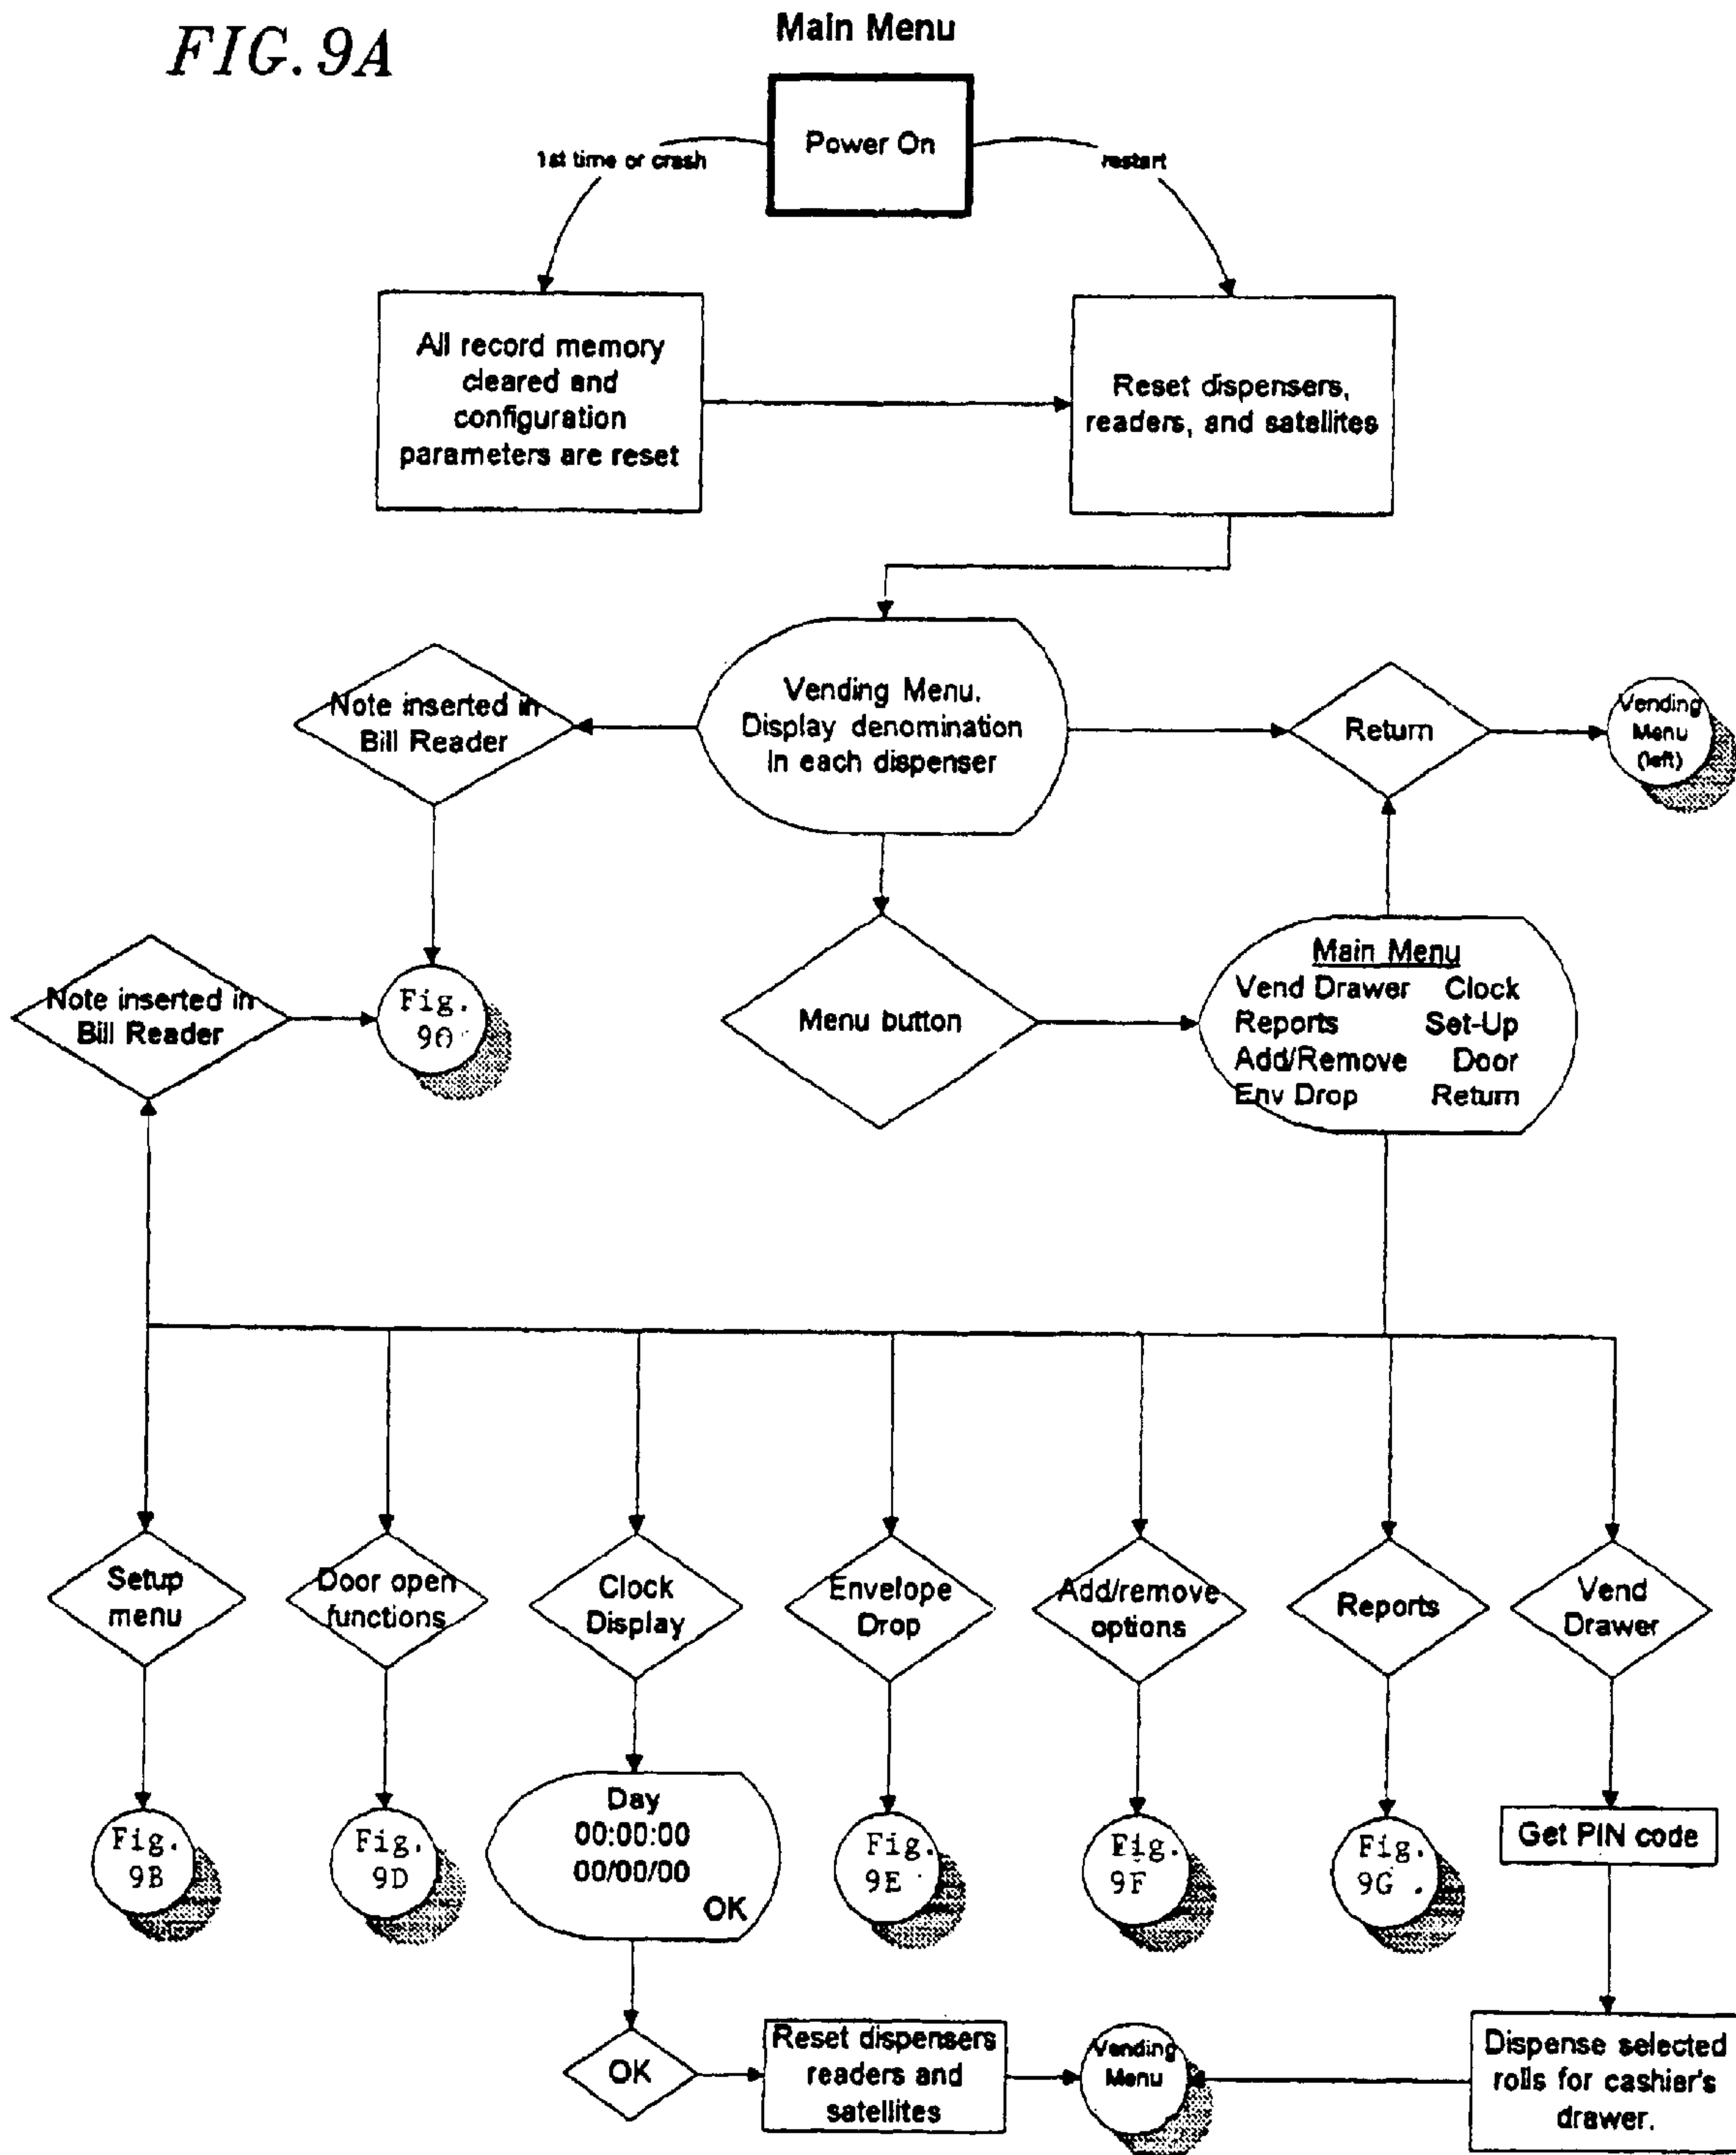 FIG. 9A
Main Menu
Power On
1st time or crash
restart
All record memory
cleared and
configuration
parameters are reset
Reset dispensers,
readers, and satellites
Vending Menu.
Display denomination
in each dispenser
Note inserted in
Bill Reader
Return
Vending
Menu
(left)
Note inserted in
Bill Reader
Fig.
Menu button
Main Menu
Vend Drawer Clock
Reports Set-Up
Add/Remove Door
Env Drop Return
Setup
menu
Door open
functions
Clock
Display
Envelope
Drop
Add/remove
options
Reports
Vend
Drawer
Fig.
9B
Fig.
9D
Day
00:00:00
00/00/00
OK
Fig.
9E
Fig.
9F
Fig.
9G
Get PIN code
OK
Reset dispensers
readers and
satellites
Vending
Menu
Dispense selected
rolls for cashier's
drawer.